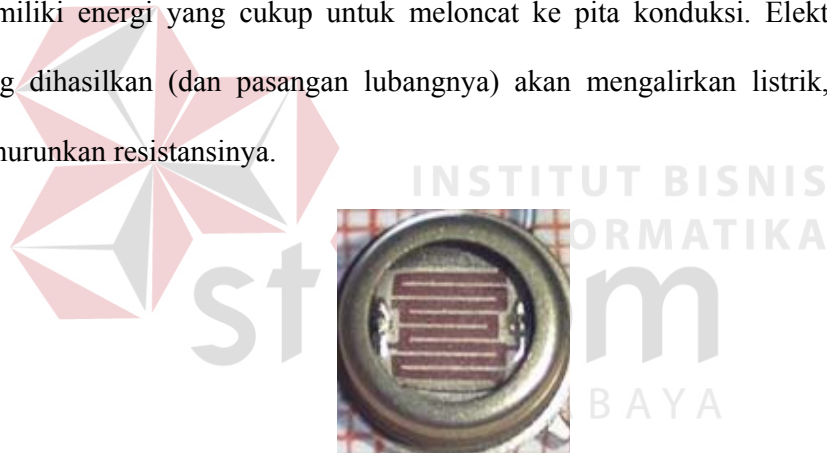 miliki energi yang cukup untuk meloncat ke pita konduksi. Elekt
g dihasilkan (dan pasangan lubangnya) akan mengalirkan listrik,
nurunkan resistansinya.
INSTITUT BISNIS
ORMATIKA
st m
BAYA